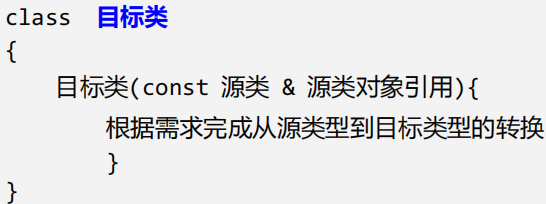 class 目标类
{
目标类(const 源类 & 源类对象引用){
根据需求完成从源类型到目标类型的转换
}
}